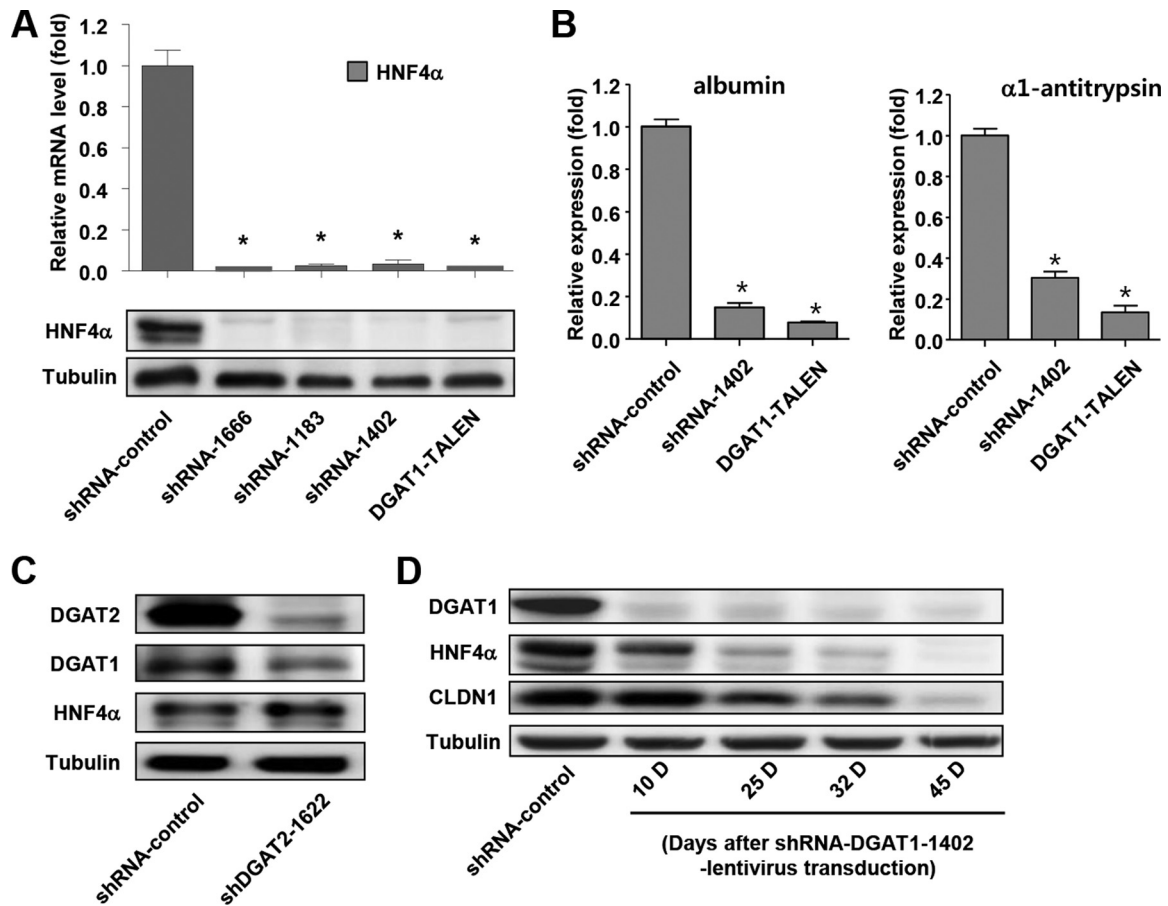 A
Relative mRNA level (fold)
1.2
1.0
0.8
0.6
0.4
0.2
0.0
HNF4α
* * * *
HNF4α
Tubulin
shRNA-control
shRNA-1666
shRNA-1183
shRNA-1402
DGAT1-TALEN
B
albumin
Relative expression (fold)
1.2
1.0
0.8
0.6
0.4
0.2
0.0
* *
shRNA-control
shRNA-1402
DGAT1-TALEN
α1-antitrypsin
Relative expression (fold)
1.2
1.0
0.8
0.6
0.4
0.2
0.0
* *
shRNA-control
shRNA-1402
DGAT1-TALEN
C
DGAT2
DGAT1
HNF4α
Tubulin
shRNA-control
shDGAT2-1622
D
DGAT1
HNF4α
CLDN1
Tubulin
shRNA-control
10 D
25 D
32 D
45 D
(Days after shRNA-DGAT1-1402
-lentivirus transduction)